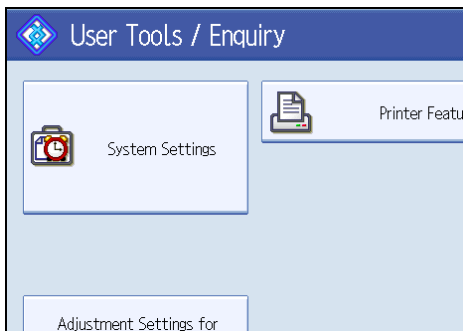 User Tools / Enquiry
System Settings
Printer Featu
Adjustment Settings for